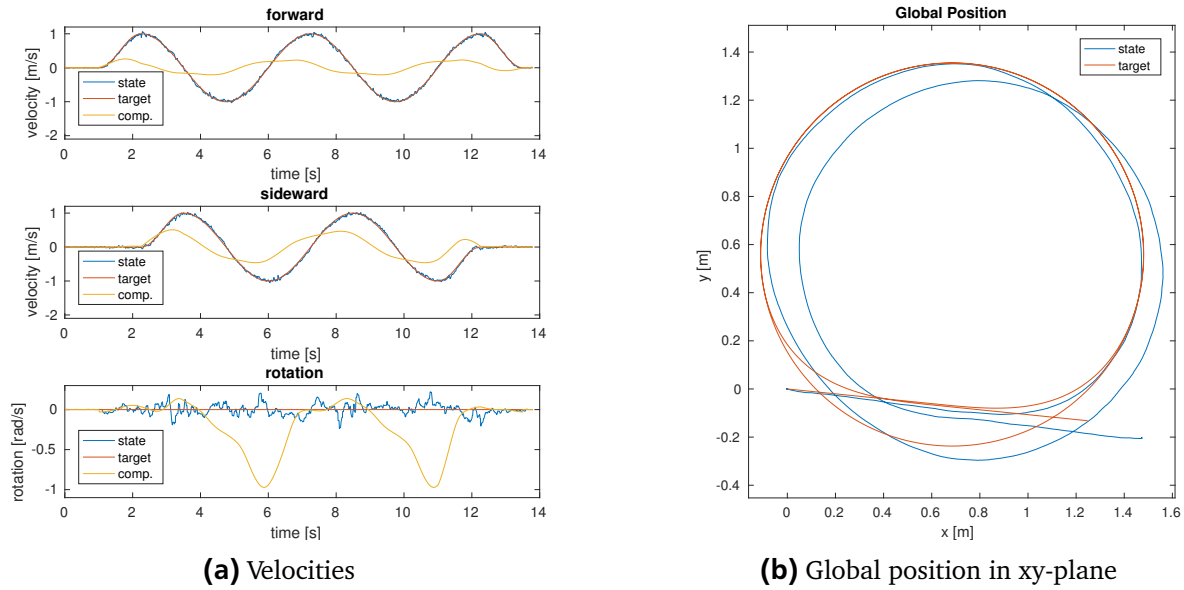 forward
velocity [m/s]
1
0
-1
-2
state
target
comp.
0 2 4 6 8 10 12 14
time [s]
sideward
velocity [m/s]
1
0
-1
-2
state
target
comp.
0 2 4 6 8 10 12 14
time [s]
rotation
rotation [rad/s]
0
-0.5
-1
state
target
comp.
0 2 4 6 8 10 12 14
time [s]
(a) Velocities
Global Position
y [m]
1.4
1.2
1
0.8
0.6
0.4
0.2
0
-0.2
-0.4
state
target
0 0.2 0.4 0.6 0.8 1 1.2 1.4 1.6
x [m]
(b) Global position in xy-plane